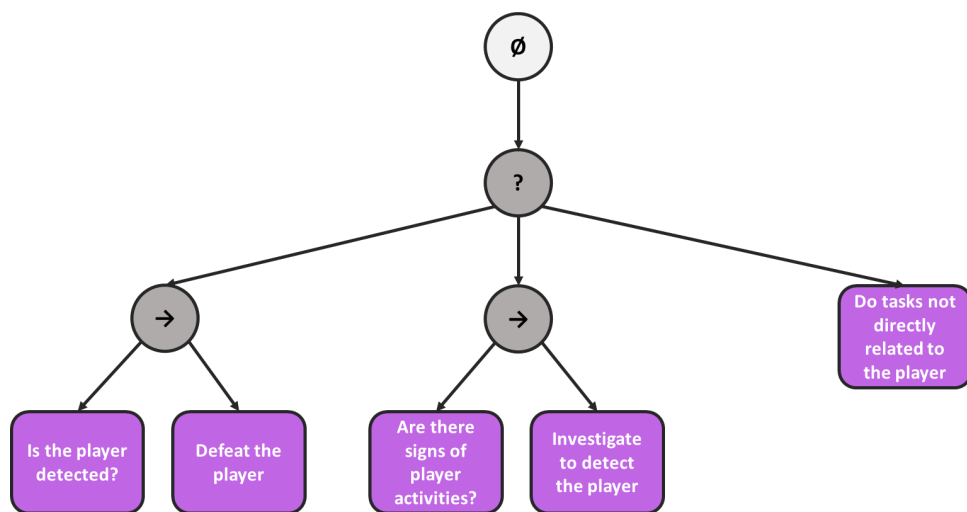 Ø
?
→
→
Do tasks not
directly
related to
the player
Is the player
detected?
Defeat the
player
Are there
signs of
player
activities?
Investigate
to detect
the player